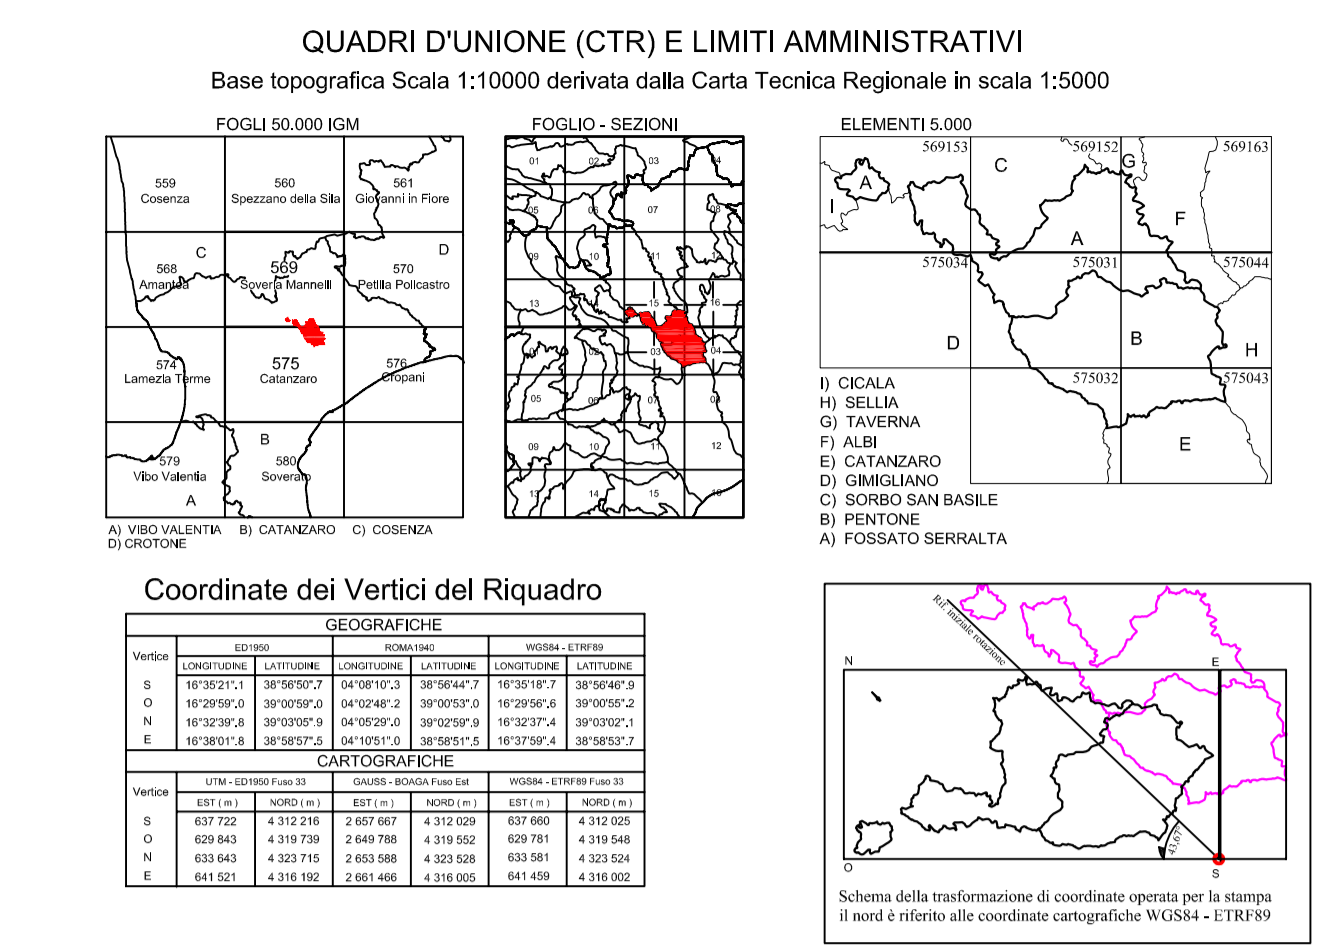 QUADRI D'UNIONE (CTR) E LIMITI AMMINISTRATIVI
Base topografica Scala 1:10000 derivata dalla Carta Tecnica Regionale in scala 1:5000
FOGLI 50.000 IGM
559
Cosenza
560
Spezzano della Sila
561
Giovanni in Fiore
C
D
568
Amantea
569
Soveria Mannelli
570
Petilia Policastro
574
Lamezia Terme
575
Catanzaro
576
Cropani
B
579
Vibo Valentia
580
Soverato
A
A) VIBO VALENTIA B) CATANZARO C) COSENZA
D) CROTONE
FOGLIO - SEZIONI
01 02 03 04
05 06 07 08
09 10 11
13 15 16
01 02 03 04
05 06 07 08
09 10 11 12
13 14 15 16
ELEMENTI 5.000
569153 569152 569163
C G
A
I F
A
575034 575031 575044
D B H
575032 575043
E
I) CICALA
H) SELLIA
G) TAVERNA
F) ALBI
E) CATANZARO
D) GIMIGLIANO
C) SORBO SAN BASILE
B) PENTONE
A) FOSSATO SERRALTA
Coordinate dei Vertici del Riquadro
GEOGRAFICHE
Vertice ED1950 ROMA1940 WGS84 - ETRF89
LONGITUDINE LATITUDINE LONGITUDINE LATITUDINE LONGITUDINE LATITUDINE
S 16°35'21".1 38°56'50".7 04°08'10".3 38°56'44".7 16°35'18".7 38°56'46".9
O 16°29'59".0 39°00'59".0 04°02'48".2 39°00'53".0 16°29'56".6 39°00'55".2
N 16°32'39".8 39°03'05".9 04°05'29".0 39°02'59".9 16°32'37".4 39°03'02".1
E 16°38'01".8 38°58'57".5 04°10'51".0 38°58'51".5 16°37'59".4 38°58'53".7
CARTOGRAFICHE
Vertice UTM - ED1950 Fuso 33 GAUSS - BOAGA Fuso Est WGS84 - ETRF89 Fuso 33
EST ( m ) NORD ( m ) EST ( m ) NORD ( m ) EST ( m ) NORD ( m )
S 637 722 4 312 216 2 657 667 4 312 029 637 660 4 312 025
O 629 843 4 319 739 2 649 788 4 319 552 629 781 4 319 548
N 633 643 4 323 715 2 653 588 4 323 528 633 581 4 323 524
E 641 521 4 316 192 2 661 466 4 316 005 641 459 4 316 002
Rif. iniziale rotazione
N E
43,67°
O S
Schema della trasformazione di coordinate operata per la stampa
il nord è riferito alle coordinate cartografiche WGS84 - ETRF89